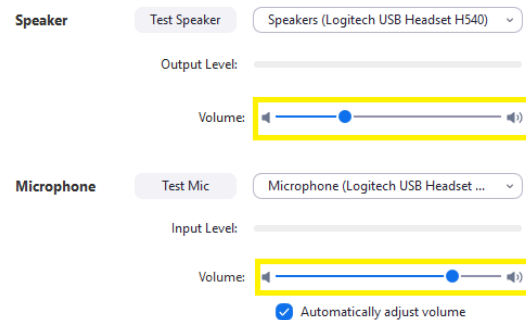 Speaker Test Speaker Speakers (Logitech USB Headset H540)
Output Level:
Volume:
Microphone Test Mic Microphone (Logitech USB Headset ...
Input Level:
Volume:
Automatically adjust volume